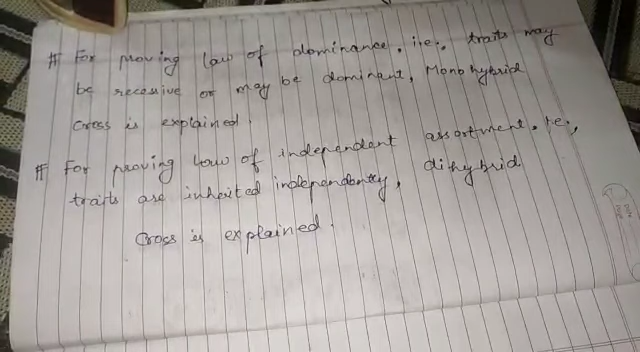 # For proving law of dominance, i.e., traits may
be recessive or may be dominant, Monohybrid
Cross is explained.
# For proving law of independent assortment, i.e.,
traits are inherited independently, dihybrid
Cross is explained.